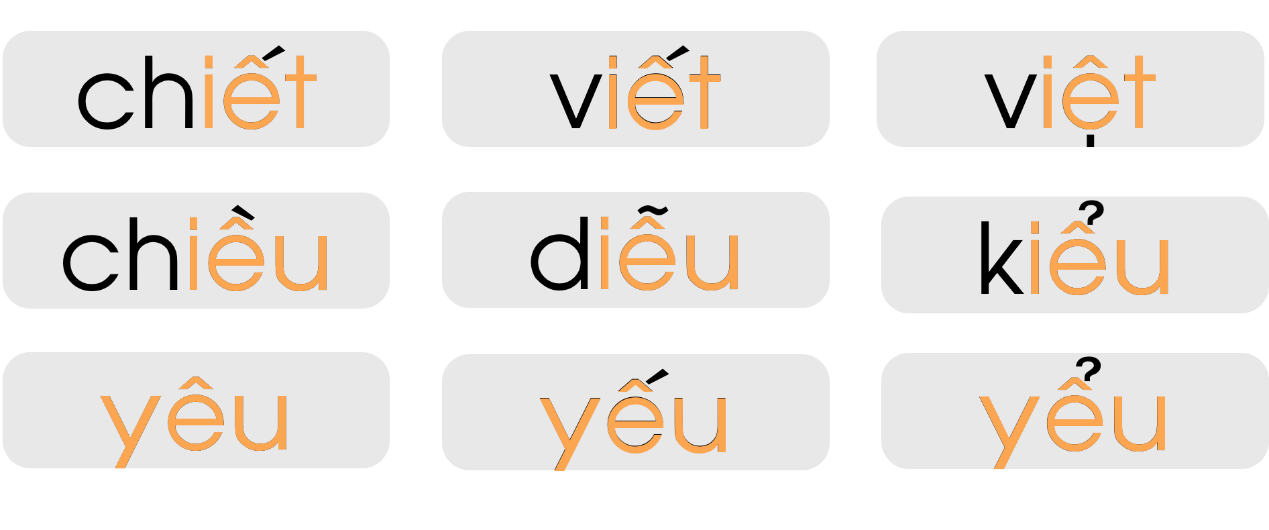 chiết viết việt
chiều diễu kiểu
yêu yếu yểu